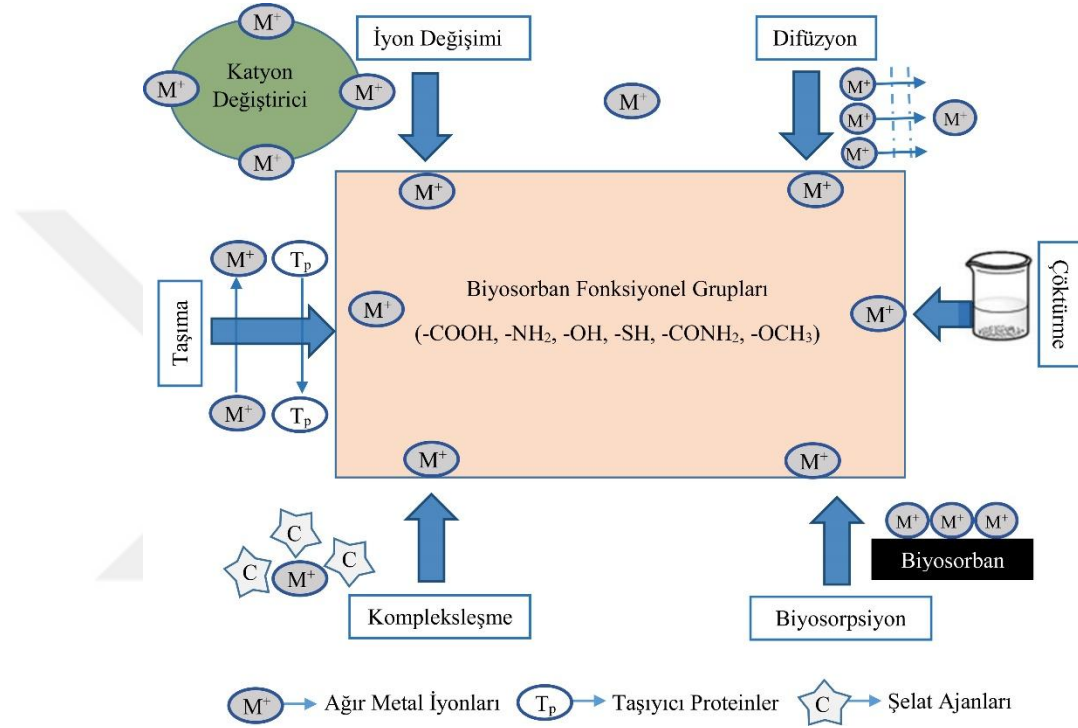 M⁺
İyon Değişimi
Difüzyon
Katyon
Değiştirici
M⁺
M⁺
M⁺
M⁺
M⁺
M⁺
M⁺
M⁺
M⁺
M⁺
M⁺
M⁺
Tₚ
Taşıma
Biyosorban Fonksiyonel Grupları
(-COOH, -NH₂, -OH, -SH, -CONH₂, -OCH₃)
M⁺
M⁺
Çöktürme
M⁺
Tₚ
M⁺
M⁺
C
C
C
M⁺
M⁺
M⁺
M⁺
Biyosorban
Kompleksleşme
Biyosorpsiyon
M⁺
Ağır Metal İyonları
Tₚ
Taşıyıcı Proteinler
C
Şelat Ajanları